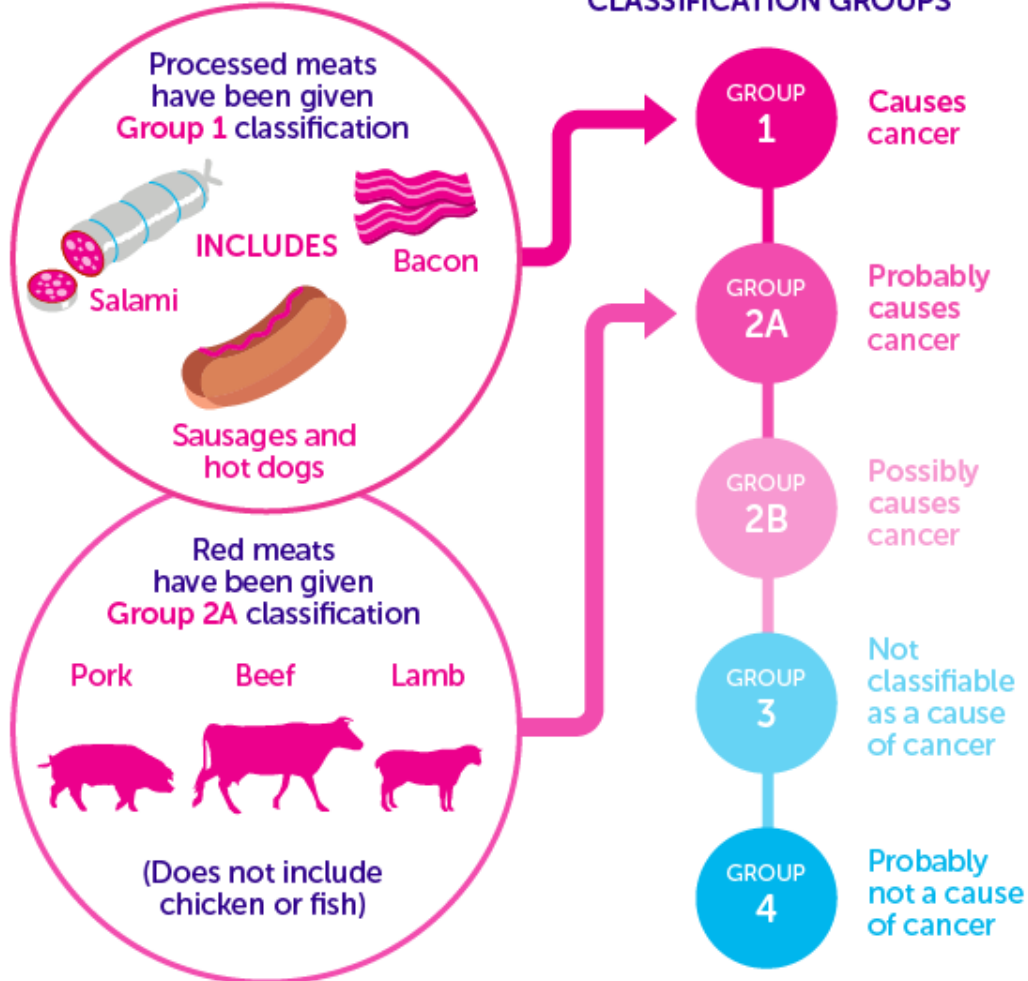 CLASSIFICATION GROUPS
Processed meats
have been given
Group 1 classification
INCLUDES
Bacon
Salami
Sausages and
hot dogs
Red meats
have been given
Group 2A classification
Pork
Beef
Lamb
(Does not include
chicken or fish)
GROUP
1
Causes
cancer
GROUP
2A
Probably
causes
cancer
GROUP
2B
Possibly
causes
cancer
GROUP
3
Not
classifiable
as a cause
of cancer
GROUP
4
Probably
not a cause
of cancer